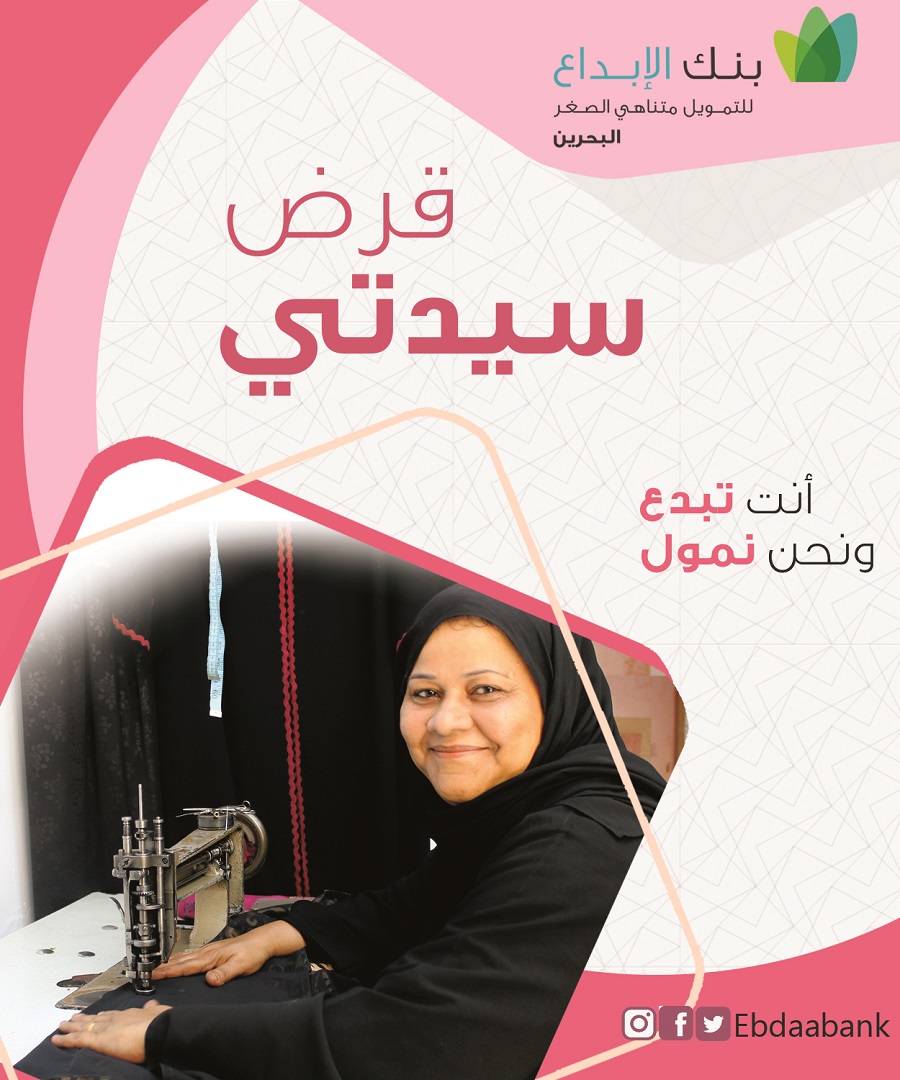 بنك الإبداع
للتمويل متناهي الصغر
البحرين
قرض
سيدتي
أنت تبدع
ونحن نمول
Ebdaabank